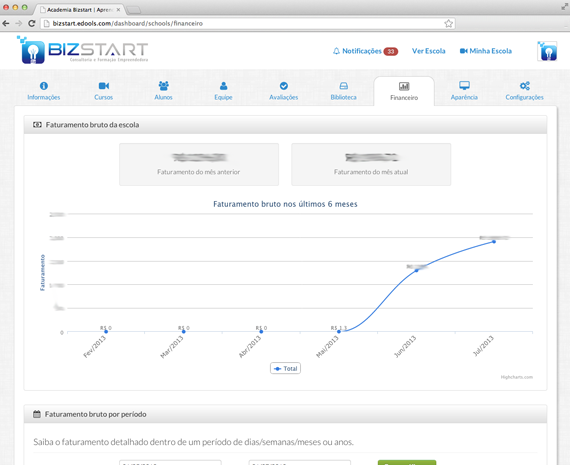 Academia Bizstart | Apren
bizstart.edools.com/dashboard/schools/financeiro
BIZSTART
Consultoria e Formação Empreendedora
Notificações 33
Ver Escola
Minha Escola
Informações
Cursos
Alunos
Equipe
Avaliações
Biblioteca
Financeiro
Aparência
Configurações
Faturamento bruto da escola
Faturamento do mês anterior
Faturamento do mês atual
Faturamento bruto nos últimos 6 meses
Faturamento
0
R$ 0
R$ 0
R$ 0
R$ 1.5
Fev/2013
Mar/2013
Abr/2013
Mai/2013
Jun/2013
Jul/2013
Total
Highcharts.com
Faturamento bruto por período
Saiba o faturamento detalhado dentro de um período de dias/semanas/meses ou anos.